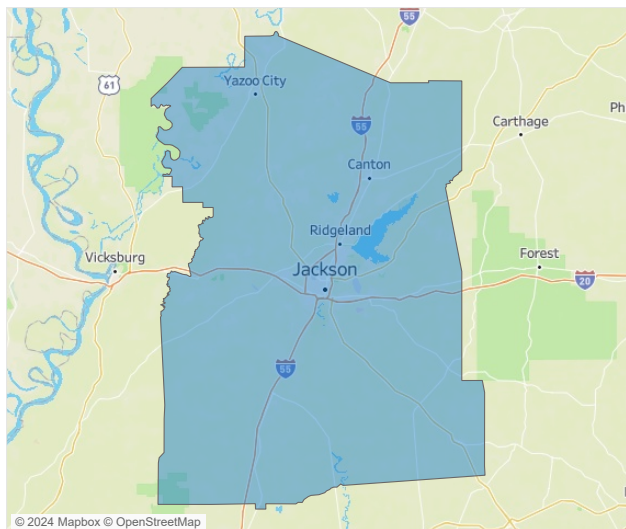 55
61
Yazoo City
55
Carthage
Ph
Canton
Ridgeland
Vicksburg
Forest
Jackson
20
55
© 2024 Mapbox © OpenStreetMap